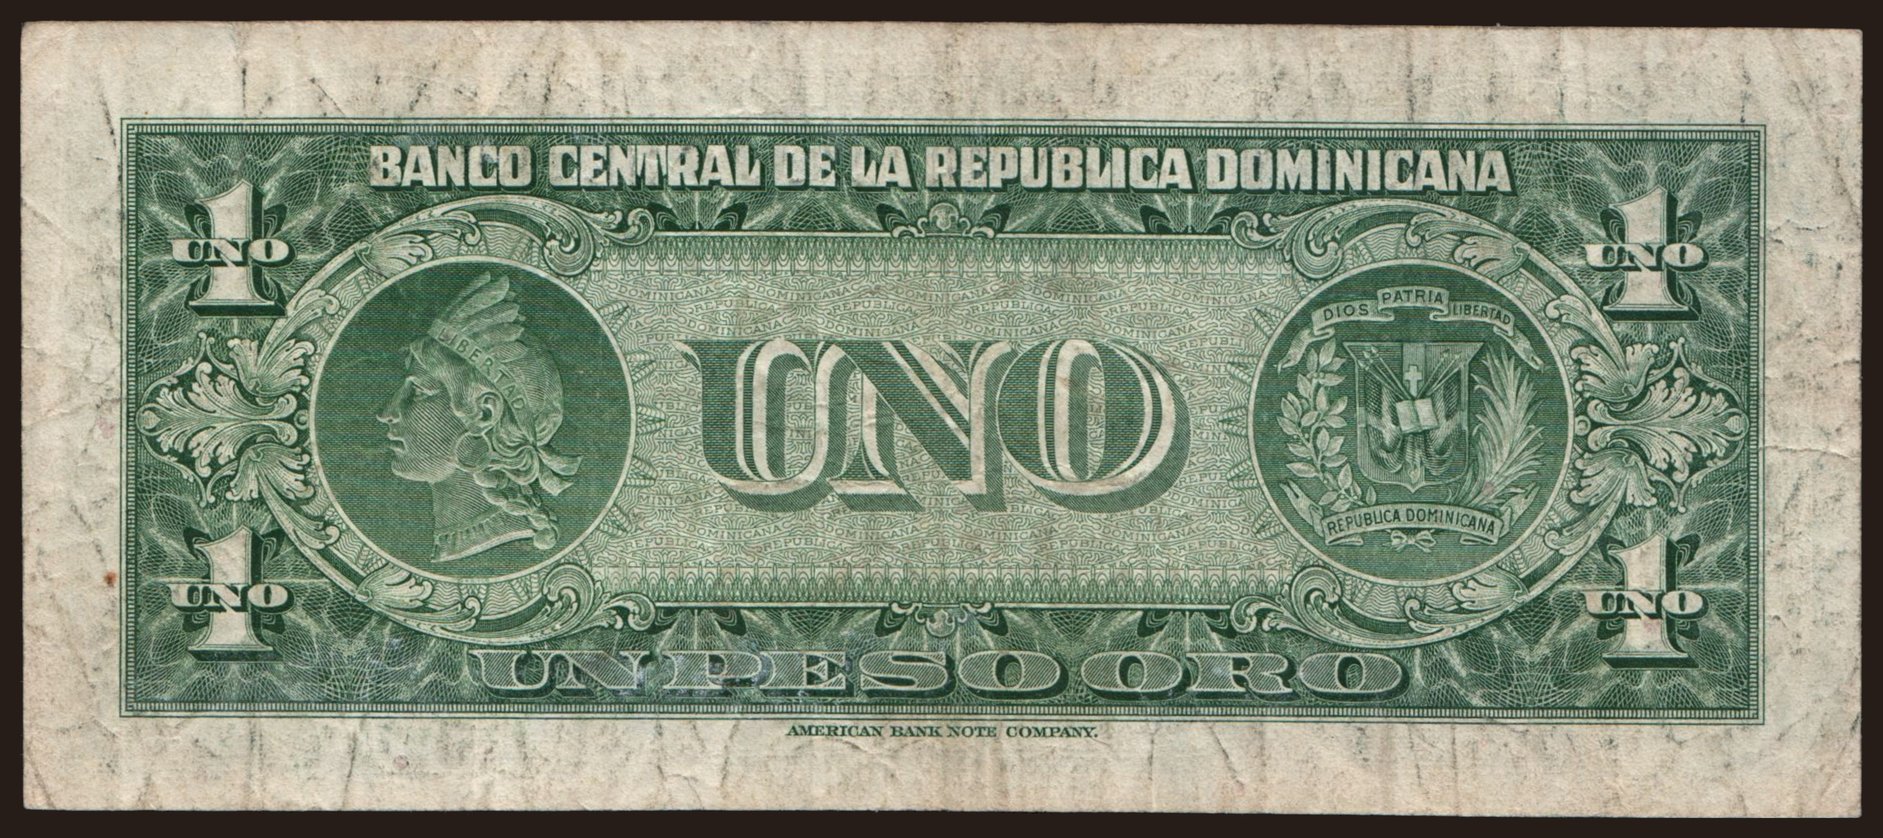 BANCO CENTRAL DE LA REPUBLICA DOMINICANA
1 UNO
1 UNO
LIBERTAD
UNO
DIOS PATRIA LIBERTAD
REPUBLICA DOMINICANA
1 UNO
1 UNO
UN PESO ORO
AMERICAN BANK NOTE COMPANY.